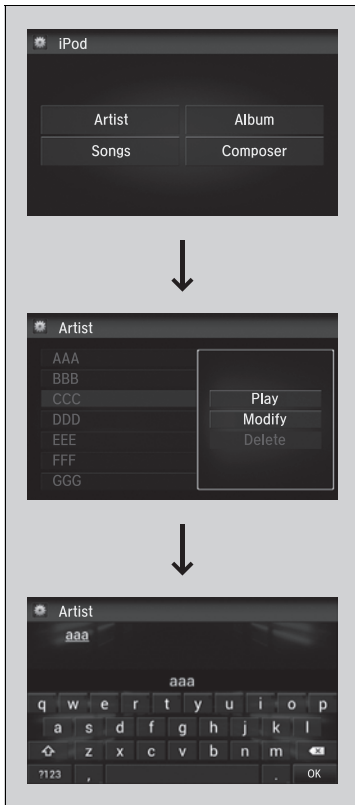 iPod
Artist Album
Songs Composer
Artist
AAA
BBB
CCC
DDD
EEE
FFF
GGG
Play
Modify
Delete
Artist
aaa
aaa
q w e r t y u i o p
a s d f g h j k l
z x c v b n m
?123 , . OK